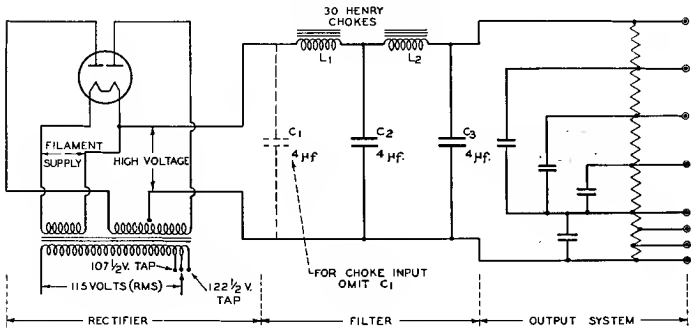 30 HENRY
CHOKES
L1
L2
FILAMENT
SUPPLY
HIGH VOLTAGE
C1
4 µf.
C2
4 µf.
C3
4 µf.
107 1/2 V. TAP
115 VOLTS (RMS)
122 1/2 V.
TAP
FOR CHOKE INPUT
OMIT C1
RECTIFIER
FILTER
OUTPUT SYSTEM